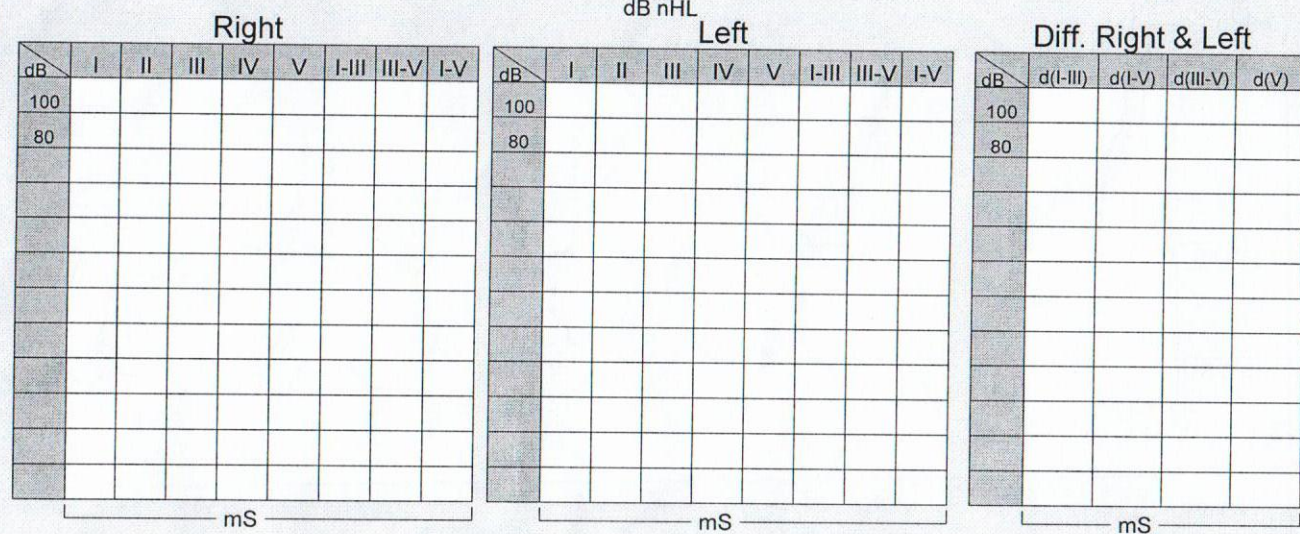 dB nHL
Right
Left
Diff. Right & Left
dB I II III IV V I-III III-V I-V
dB I II III IV V I-III III-V I-V
dB d(I-III) d(I-V) d(III-V) d(V)
100
100
100
80
80
80
mS
mS
mS